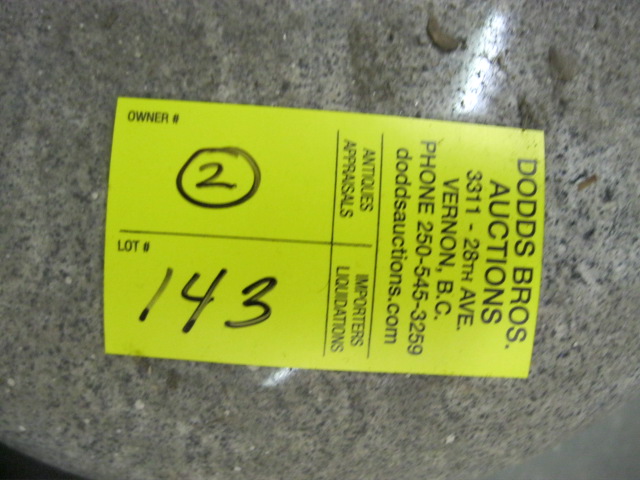 DODDS BROS.
AUCTIONS
3311 - 28TH AVE.
VERNON, B.C.
PHONE 250-545-3259
doddsauctions.com
ANTIQUES
APPRAISALS
IMPORTERS
LIQUIDATIONS
OWNER #
2
LOT #
143